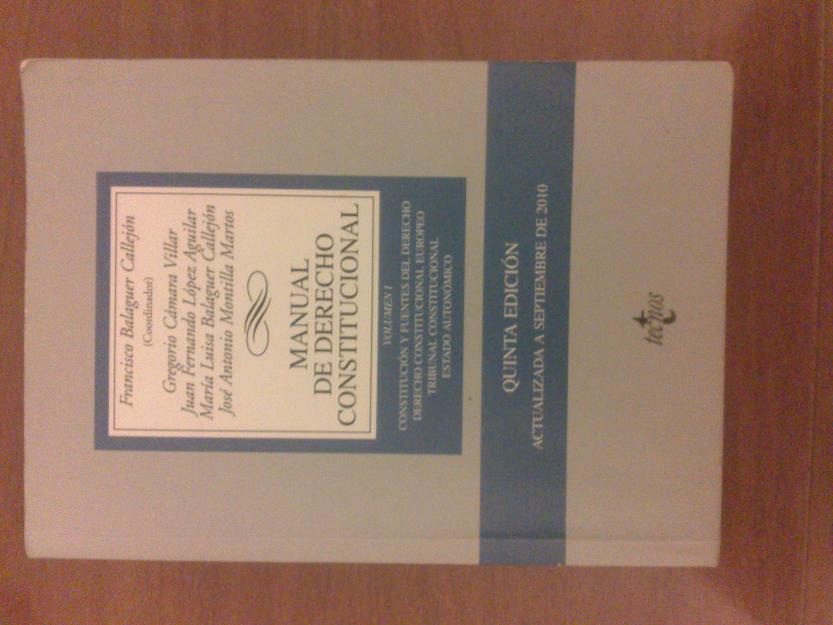 Francisco Balaguer Callejón
(Coordinador)
Gregorio Cámara Villar
Juan Fernando López Aguilar
María Luisa Balaguer Callejón
José Antonio Montilla Martos
MANUAL
DE DERECHO
CONSTITUCIONAL
VOLUMEN I
CONSTITUCIÓN Y FUENTES DEL DERECHO
DERECHO CONSTITUCIONAL EUROPEO
TRIBUNAL CONSTITUCIONAL
ESTADO AUTONÓMICO
QUINTA EDICIÓN
ACTUALIZADA A SEPTIEMBRE DE 2010
tecnos